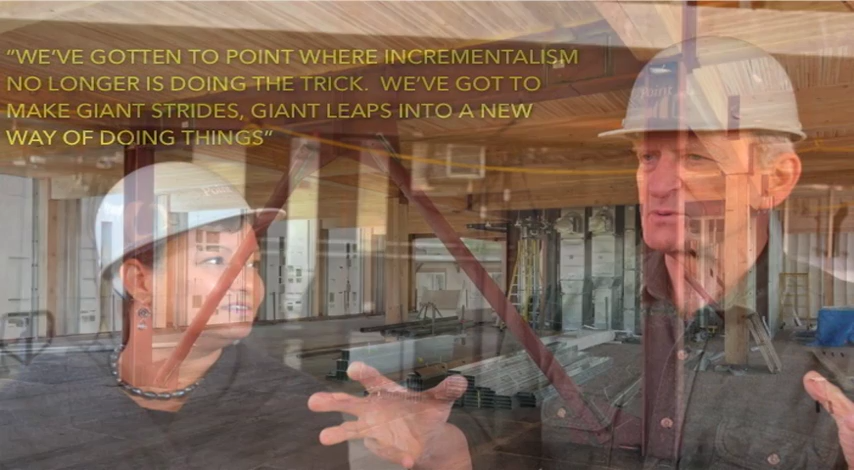 “WE’VE GOTTEN TO POINT WHERE INCREMENTALISM
NO LONGER IS DOING THE TRICK.  WE’VE GOT TO
MAKE GIANT STRIDES, GIANT LEAPS INTO A NEW
WAY OF DOING THINGS”